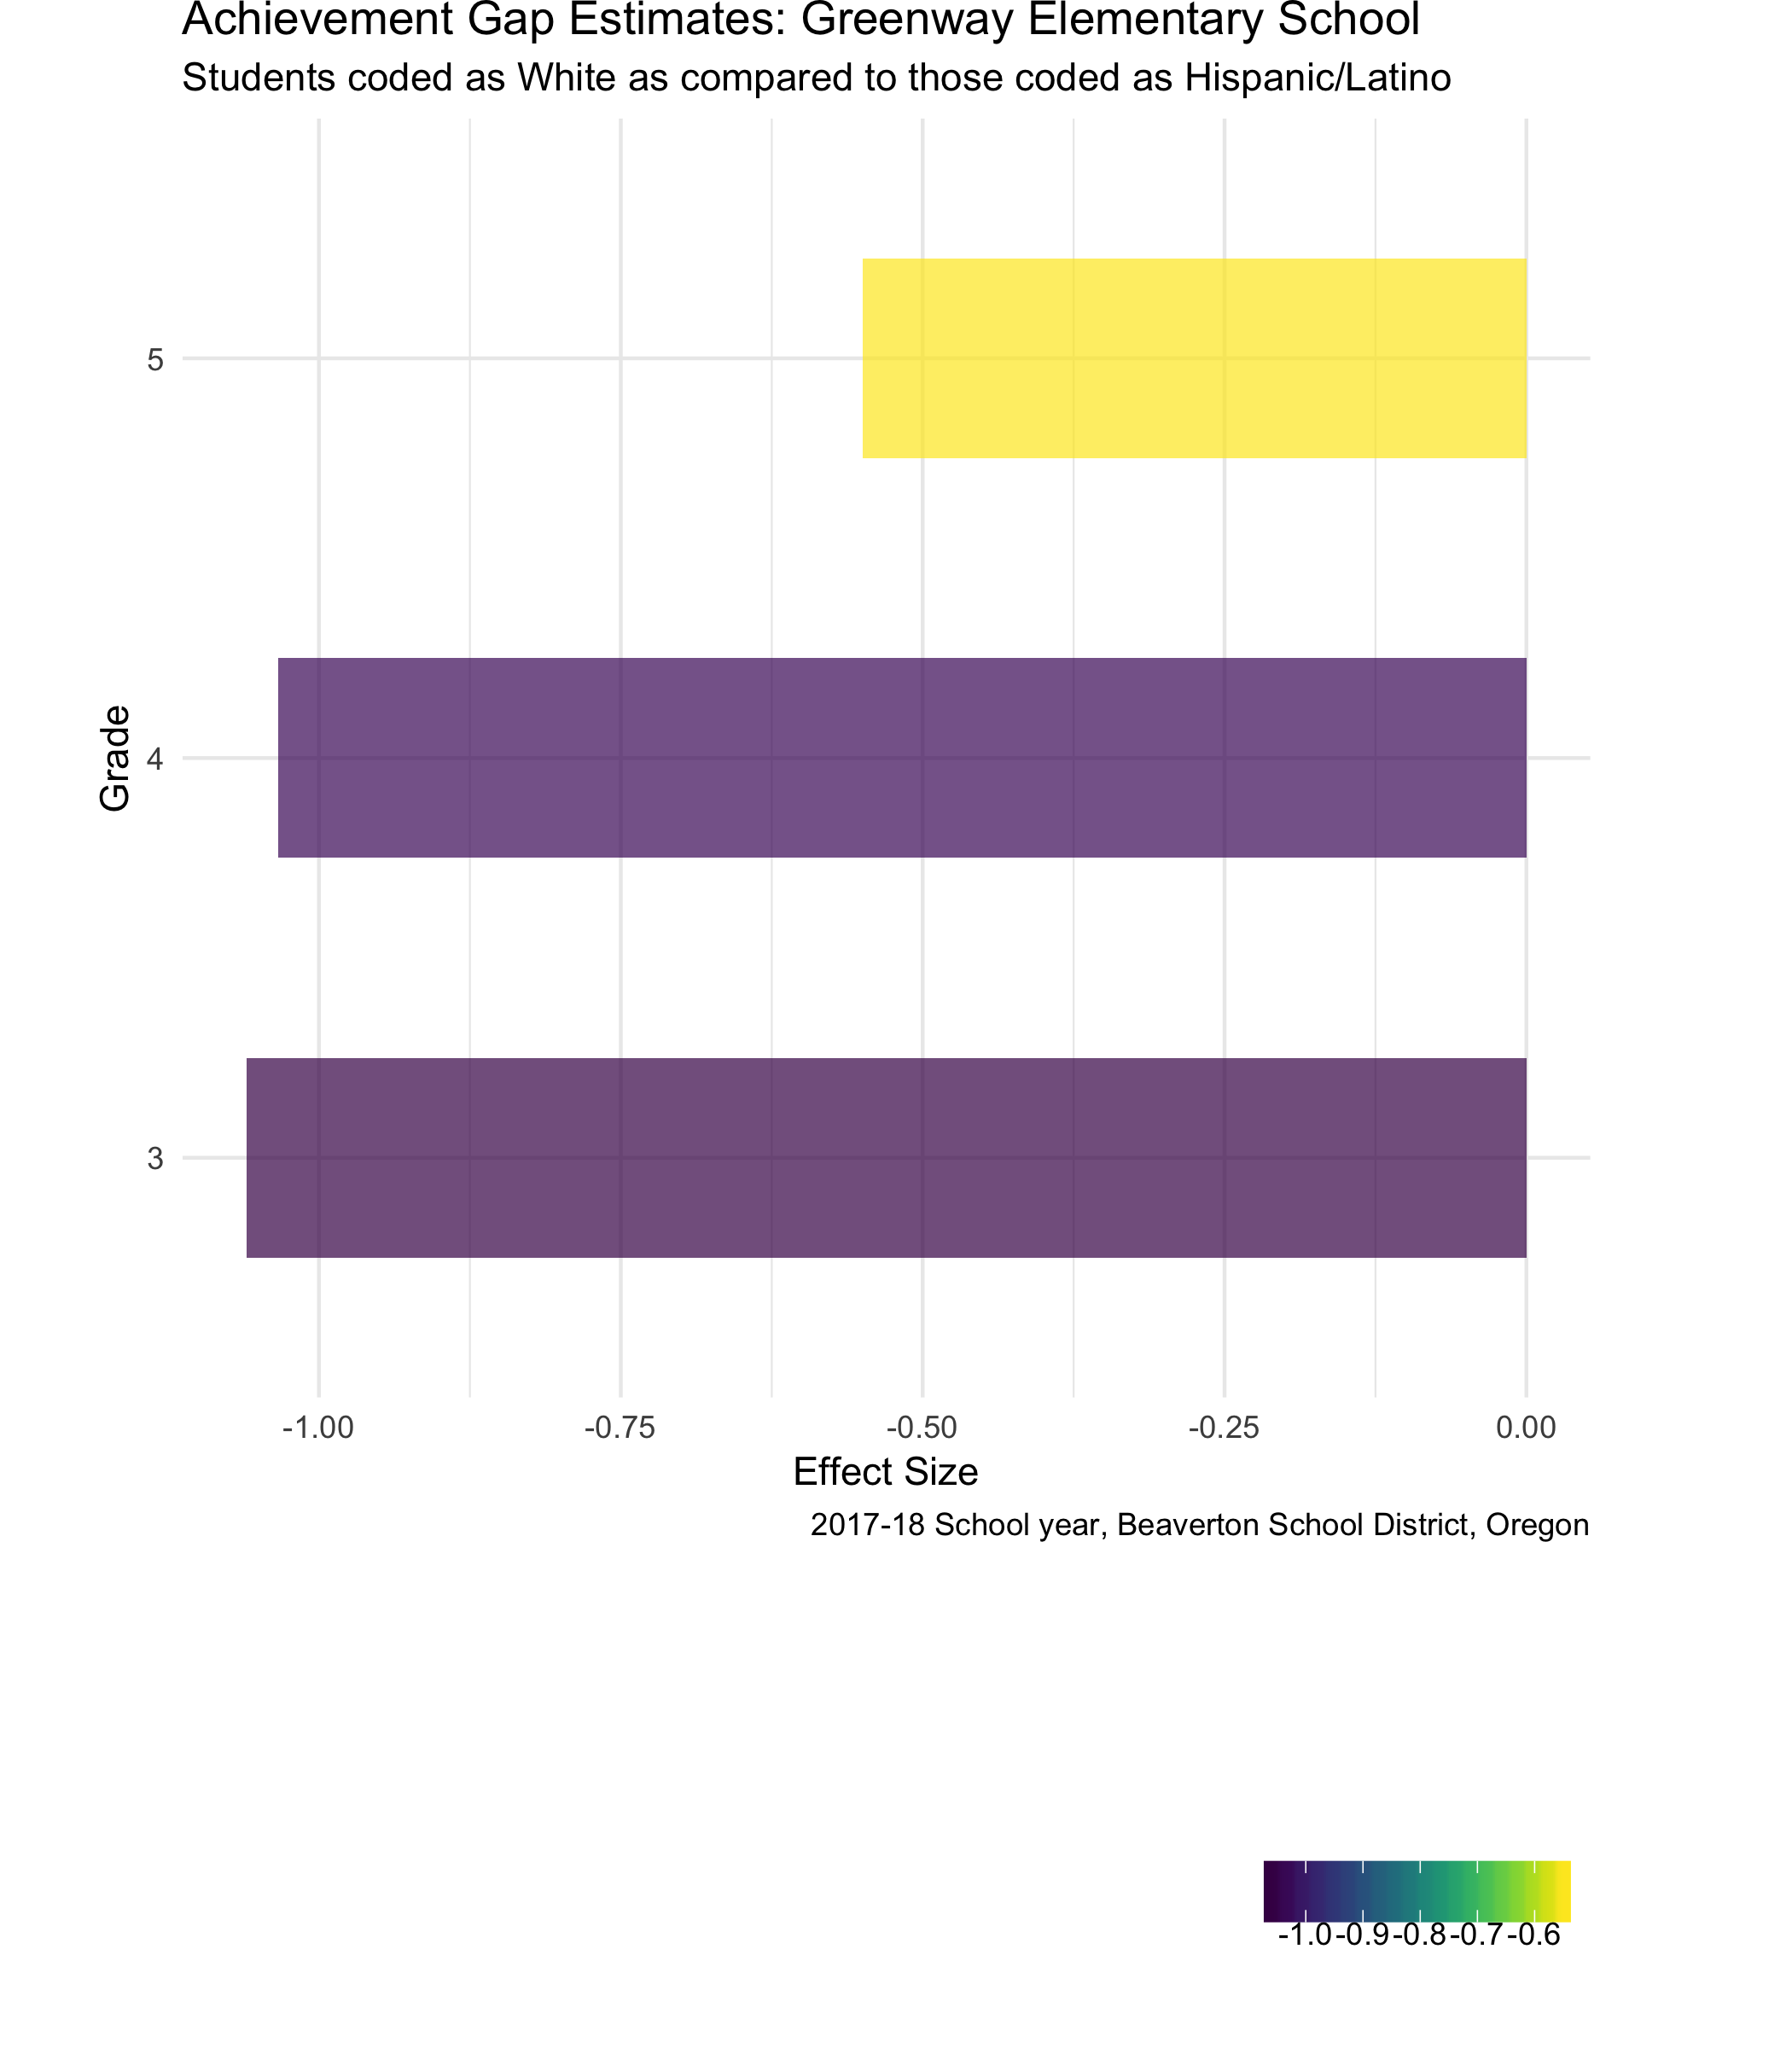 Achievement Gap Estimates: Greenway Elementary School
Students coded as White as compared to those coded as Hispanic/Latino
5
4
3
Grade
-1.00 -0.75 -0.50 -0.25 0.00
Effect Size
2017-18 School year, Beaverton School District, Oregon
-1.0 -0.9 -0.8 -0.7 -0.6